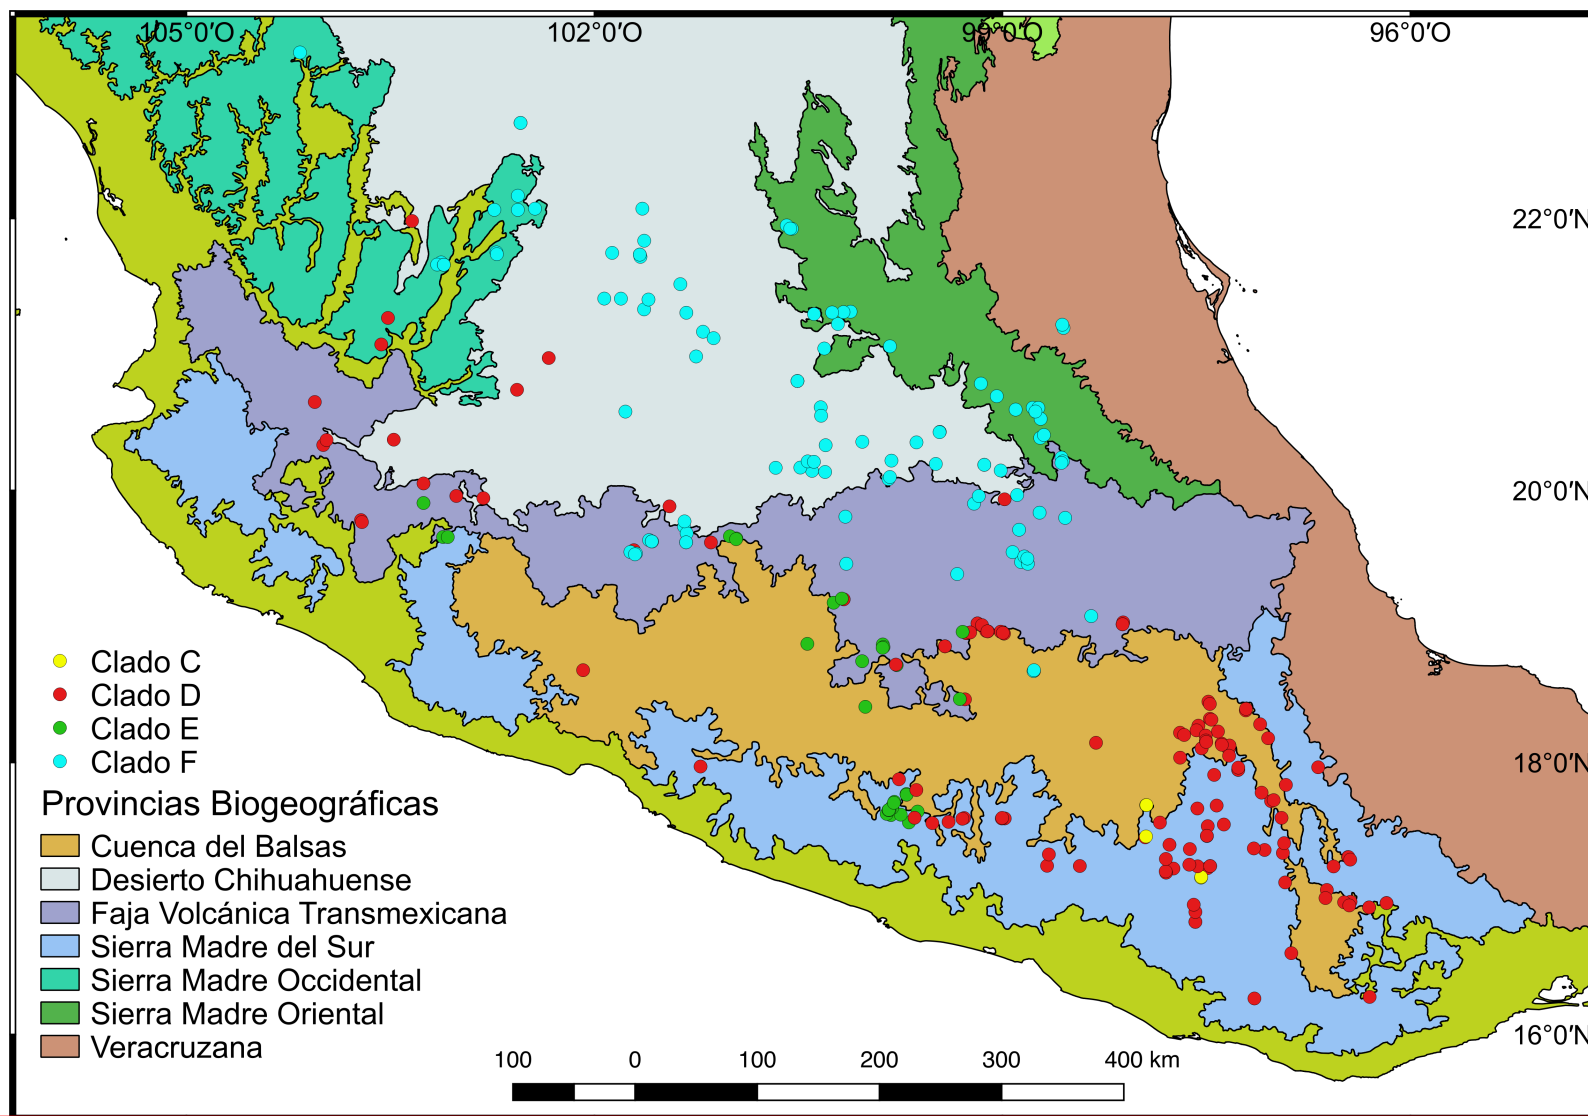 105°0′O 102°0′O 99°0′O 96°0′O
22°0′N
20°0′N
18°0′N
16°0′N
Clado C
Clado D
Clado E
Clado F
Provincias Biogeográficas
Cuenca del Balsas
Desierto Chihuahuense
Faja Volcánica Transmexicana
Sierra Madre del Sur
Sierra Madre Occidental
Sierra Madre Oriental
Veracruzana
100 0 100 200 300 400 km